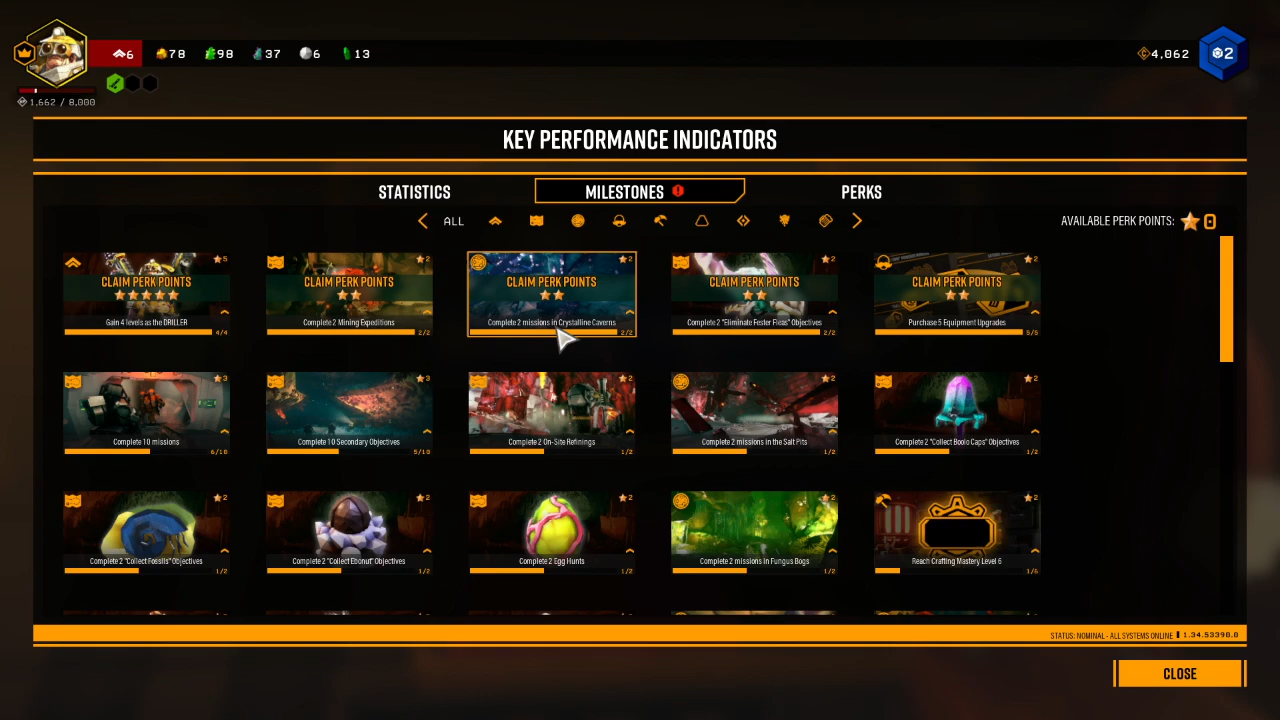 6 78 98 37 6 13
4,062 2
1,662 / 8,000
KEY PERFORMANCE INDICATORS
STATISTICS MILESTONES PERKS
ALL
AVAILABLE PERK POINTS: 0
5 2 2 2 2
CLAIM PERK POINTS CLAIM PERK POINTS CLAIM PERK POINTS CLAIM PERK POINTS CLAIM PERK POINTS
Gain 4 levels as the DRILLER Complete 2 Mining Expeditions Complete 2 missions in Crystalline Caverns Complete 2 "Eliminate Fester Fleas" Objectives Purchase 5 Equipment Upgrades
4/4 2/2 2/2 2/2 5/5
3 3 2 2 2
Complete 10 missions Complete 10 Secondary Objectives Complete 2 On-Site Refinings Complete 2 missions in the Salt Pits Complete 2 "Collect Boolo Caps" Objectives
6/10 5/10 1/2 1/2 1/2
2 2 2 2 2
Complete 2 "Collect Fossils" Objectives Complete 2 "Collect Ebonut" Objectives Complete 2 Egg Hunts Complete 2 missions in Fungus Bogs Reach Crafting Mastery Level 6
1/2 1/2 1/2 1/2 1/6
STATUS: NOMINAL - ALL SYSTEMS ONLINE 1.34.53390.0
CLOSE